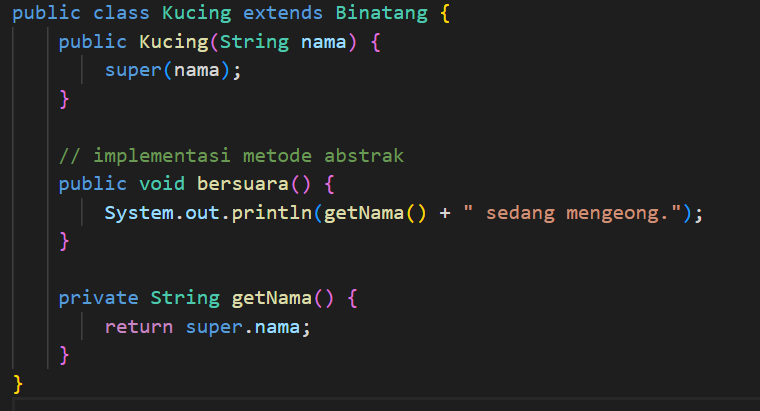 public class Kucing extends Binatang {
    public Kucing(String nama) {
        super(nama);
    }

    // implementasi metode abstrak
    public void bersuara() {
        System.out.println(getNama() + " sedang mengeong.");
    }

    private String getNama() {
        return super.nama;
    }
}